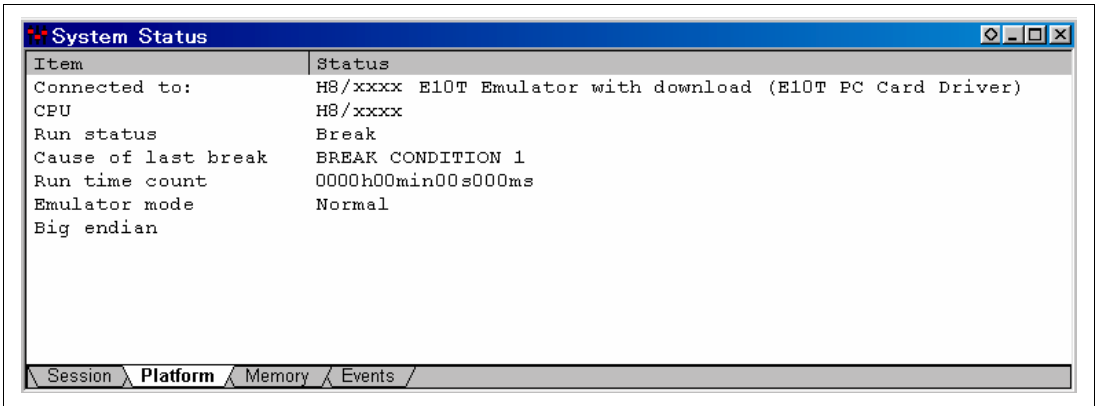 System Status
Item Status
Connected to: H8/xxxx E10T Emulator with download (E10T PC Card Driver)
CPU H8/xxxx
Run status Break
Cause of last break BREAK CONDITION 1
Run time count 0000h00min00s000ms
Emulator mode Normal
Big endian
Session Platform Memory Events